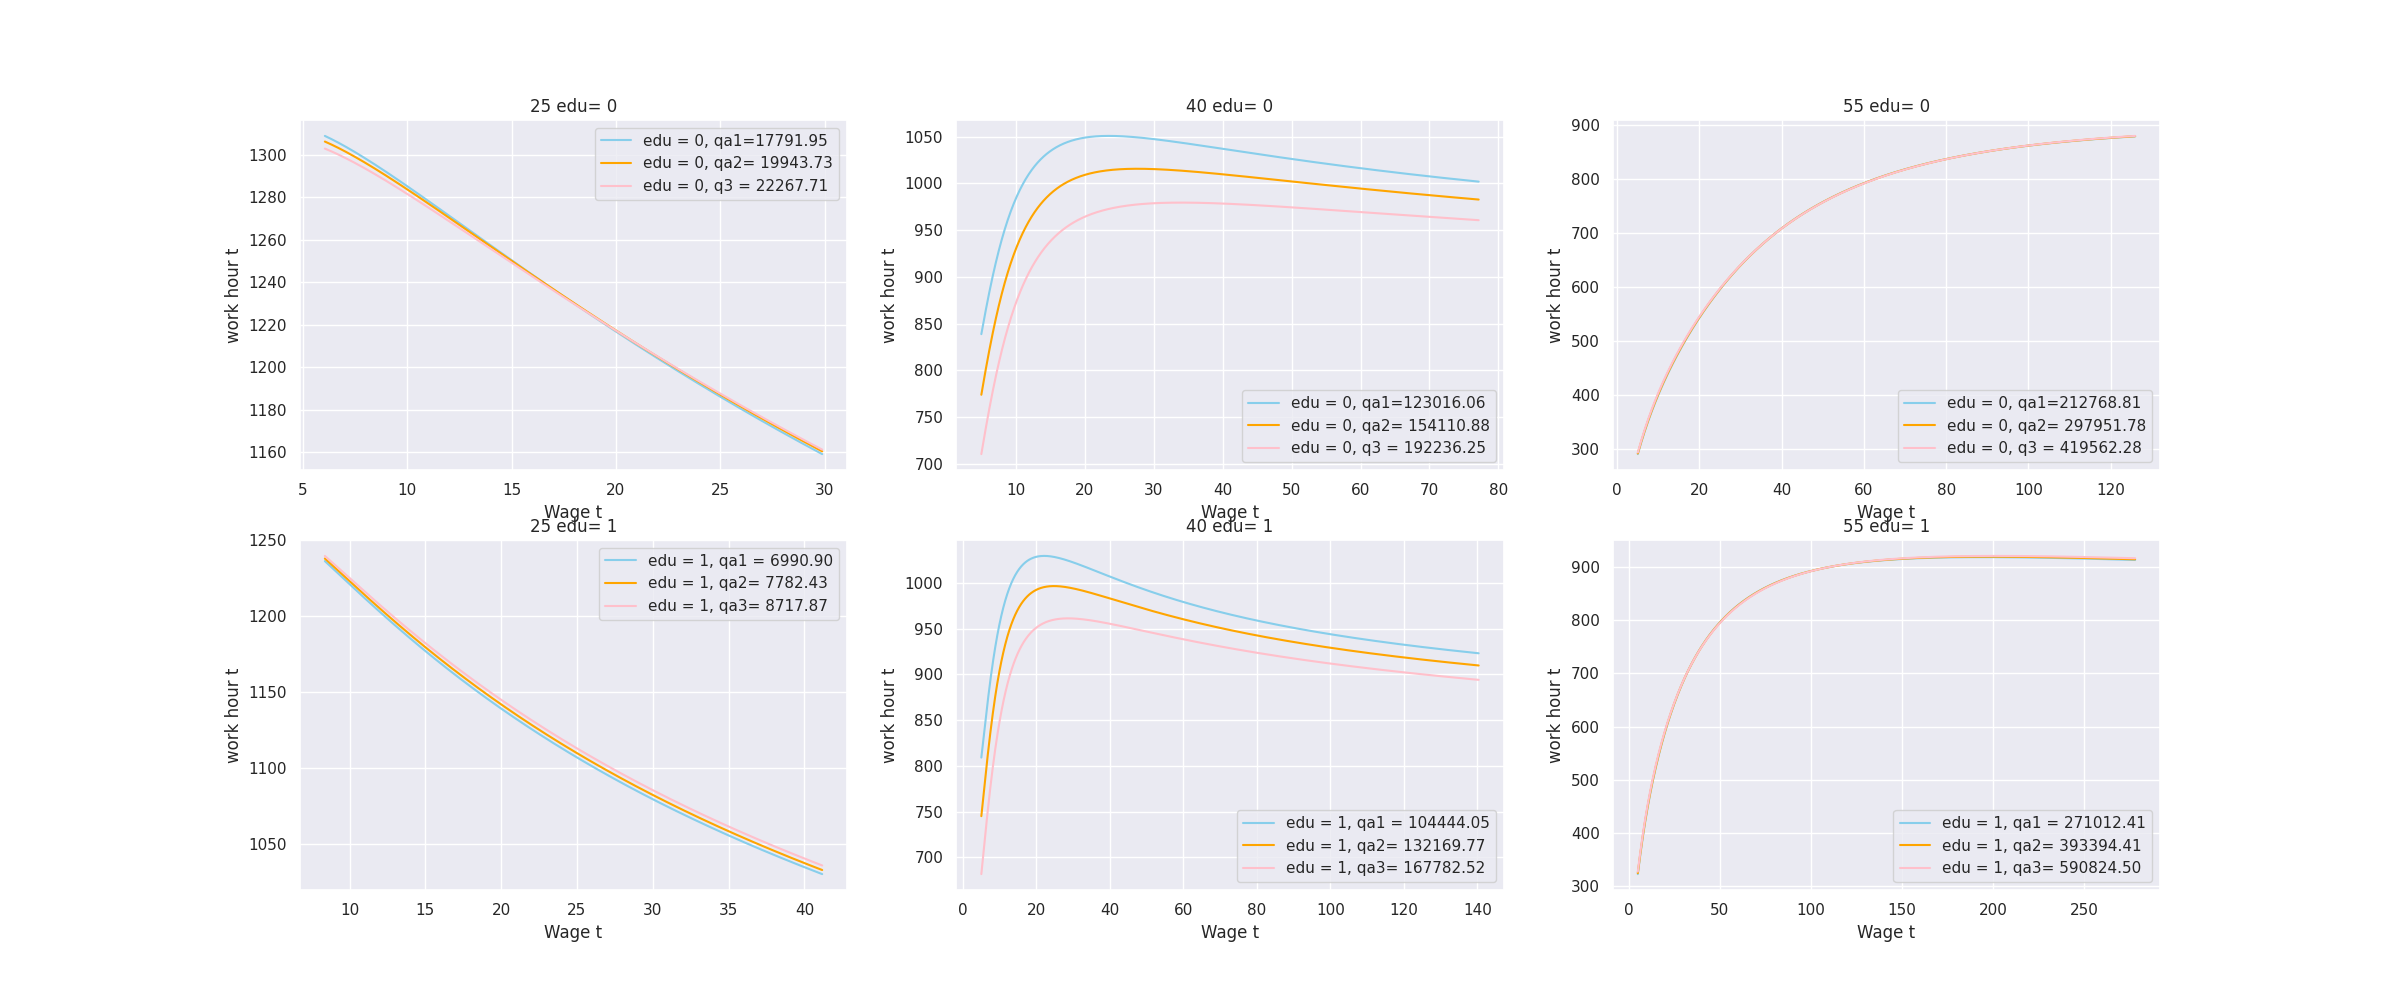 25 edu= 0
edu = 0, qa1=17791.95
edu = 0, qa2= 19943.73
edu = 0, q3 = 22267.71
work hour t
1300
1280
1260
1240
1220
1200
1180
1160
5 10 15 20 25 30
Wage t
40 edu= 0
edu = 0, qa1=123016.06
edu = 0, qa2= 154110.88
edu = 0, q3 = 192236.25
work hour t
1050
1000
950
900
850
800
750
700
10 20 30 40 50 60 70 80
Wage t
55 edu= 0
edu = 0, qa1=212768.81
edu = 0, qa2= 297951.78
edu = 0, q3 = 419562.28
work hour t
900
800
700
600
500
400
300
0 20 40 60 80 100 120
Wage t
25 edu= 1
edu = 1, qa1 = 6990.90
edu = 1, qa2= 7782.43
edu = 1, qa3= 8717.87
work hour t
1250
1200
1150
1100
1050
10 15 20 25 30 35 40
Wage t
40 edu= 1
edu = 1, qa1 = 104444.05
edu = 1, qa2= 132169.77
edu = 1, qa3= 167782.52
work hour t
1000
950
900
850
800
750
700
0 20 40 60 80 100 120 140
Wage t
55 edu= 1
edu = 1, qa1 = 271012.41
edu = 1, qa2= 393394.41
edu = 1, qa3= 590824.50
work hour t
900
800
700
600
500
400
300
0 50 100 150 200 250
Wage t